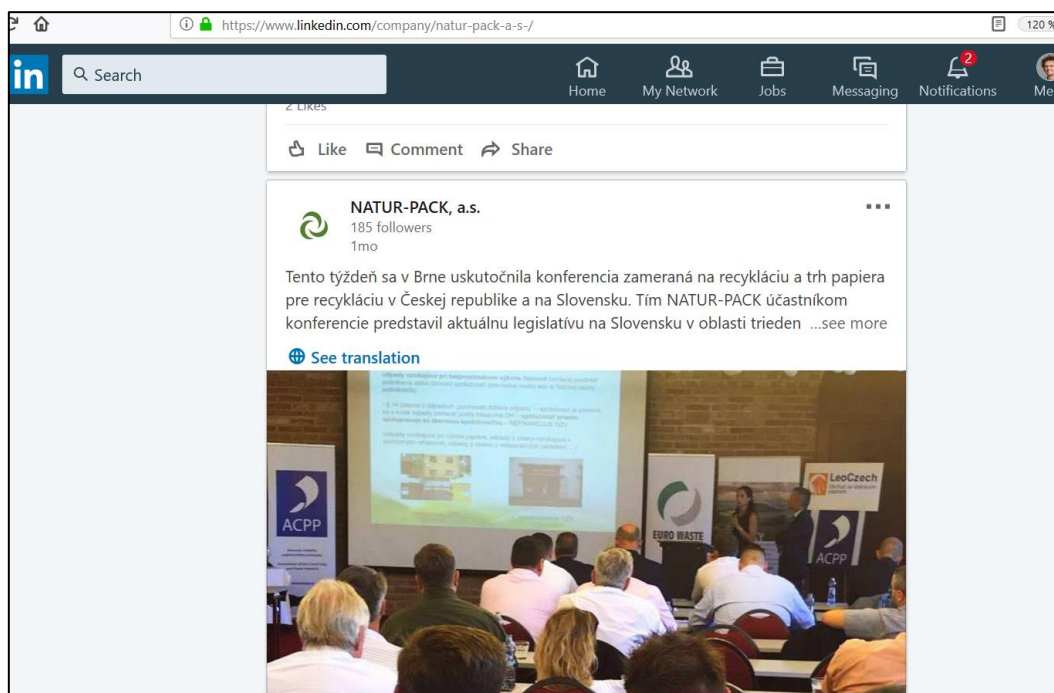 https://www.linkedin.com/company/natur-pack-a-s-/
120 %
in
Search
Home
My Network
Jobs
Messaging
2
Notifications
Me
2 Likes
Like
Comment
Share
NATUR-PACK, a.s.
185 followers
1mo
Tento týždeň sa v Brne uskutočnila konferencia zameraná na recykláciu a trh papiera
pre recykláciu v Českej republike a na Slovensku. Tím NATUR-PACK účastníkom
konferencie predstavil aktuálnu legislatívu na Slovensku v oblasti trieden ...see more
See translation
ACPP
EURO WASTE
LeoCzech
ACPP